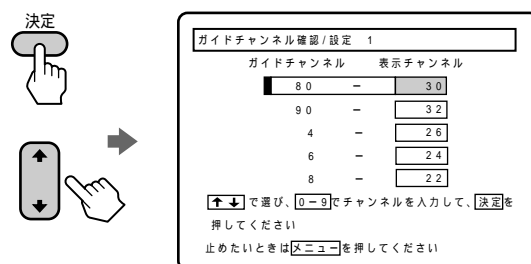 決定
ガイドチャンネル確認/設定 1
ガイドチャンネル 表示チャンネル
80 － 30
90 － 32
4 － 26
6 － 24
8 － 22
↑↓で選び、0－9でチャンネルを入力して、決定を
押してください
止めたいときはメニューを押してください